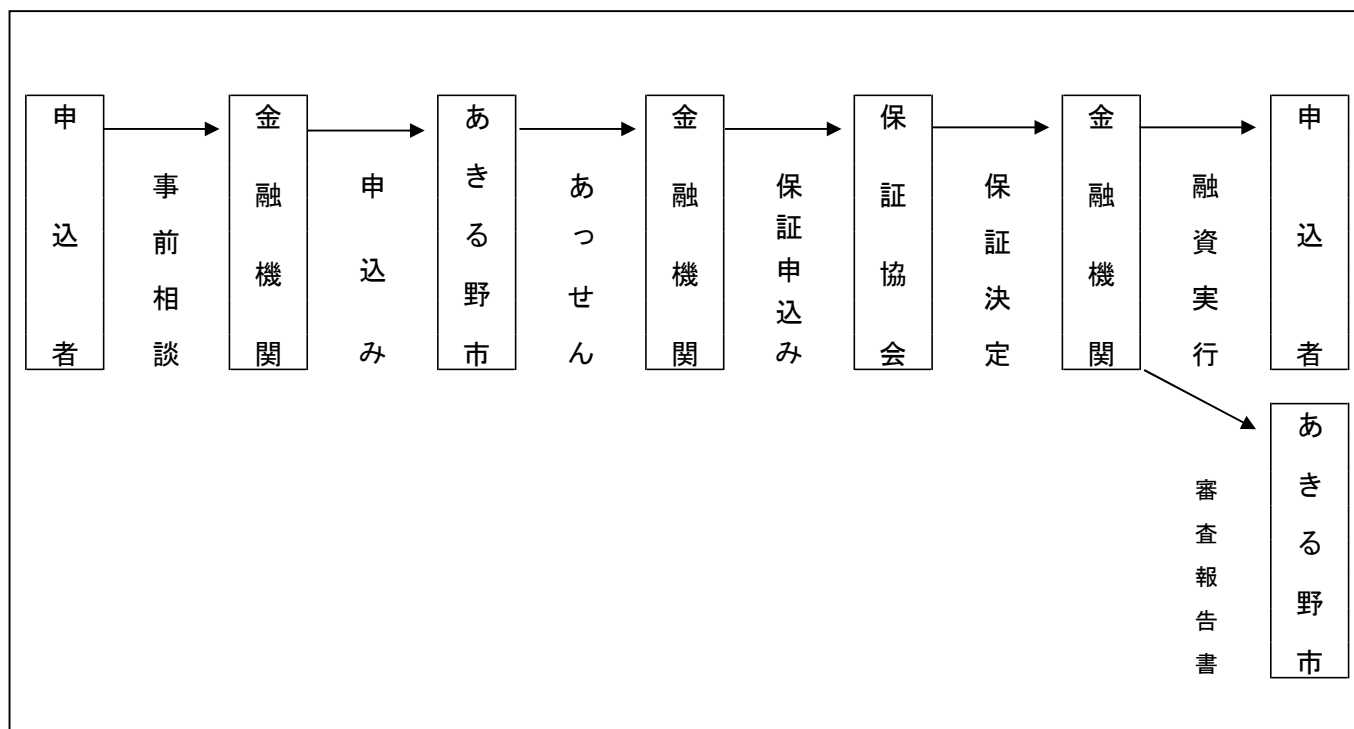 申込者
事前相談
金融機関
申込み
あきる野市
あっせん
金融機関
保証申込み
保証協会
保証決定
金融機関
融資実行
申込者
審査報告書
あきる野市